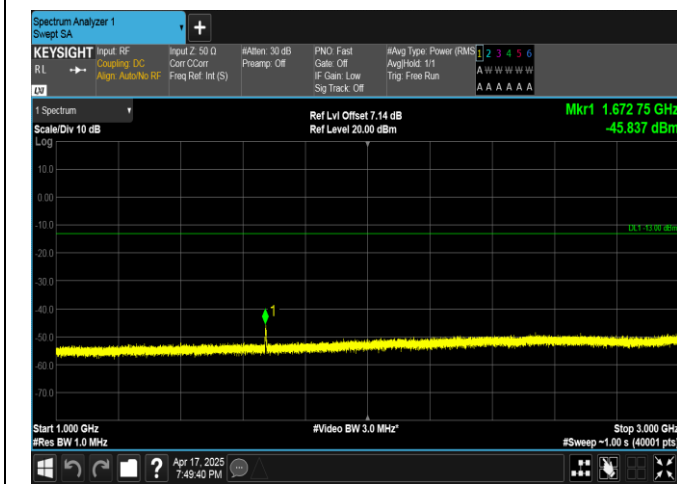 Spectrum Analyzer 1
Swept SA
+
KEYSIGHT Input: RF Input Z: 50 Ω #Atten: 30 dB PNO: Fast #Avg Type: Power (RMS 1 2 3 4 5 6
RL Coupling: DC Corr CCorr Preamp: Off Gate: Off Avg|Hold: 1/1 A W W W W W
Align: Auto/No RF Freq Ref: Int (S) IF Gain: Low Trig: Free Run
LXI Sig Track: Off A A A A A A
1 Spectrum Ref Lvl Offset 7.14 dB Mkr1 1.672 75 GHz
Scale/Div 10 dB Ref Level 20.00 dBm -45.837 dBm
Log
10.0
0.00
-10.0
DL1 -13.00 dBm
-20.0
-30.0
-40.0
1
-50.0
-60.0
-70.0
Start 1.000 GHz #Video BW 3.0 MHz* Stop 3.000 GHz
#Res BW 1.0 MHz #Sweep ~1.00 s (40001 pts)
? Apr 17, 2025
7:49:40 PM